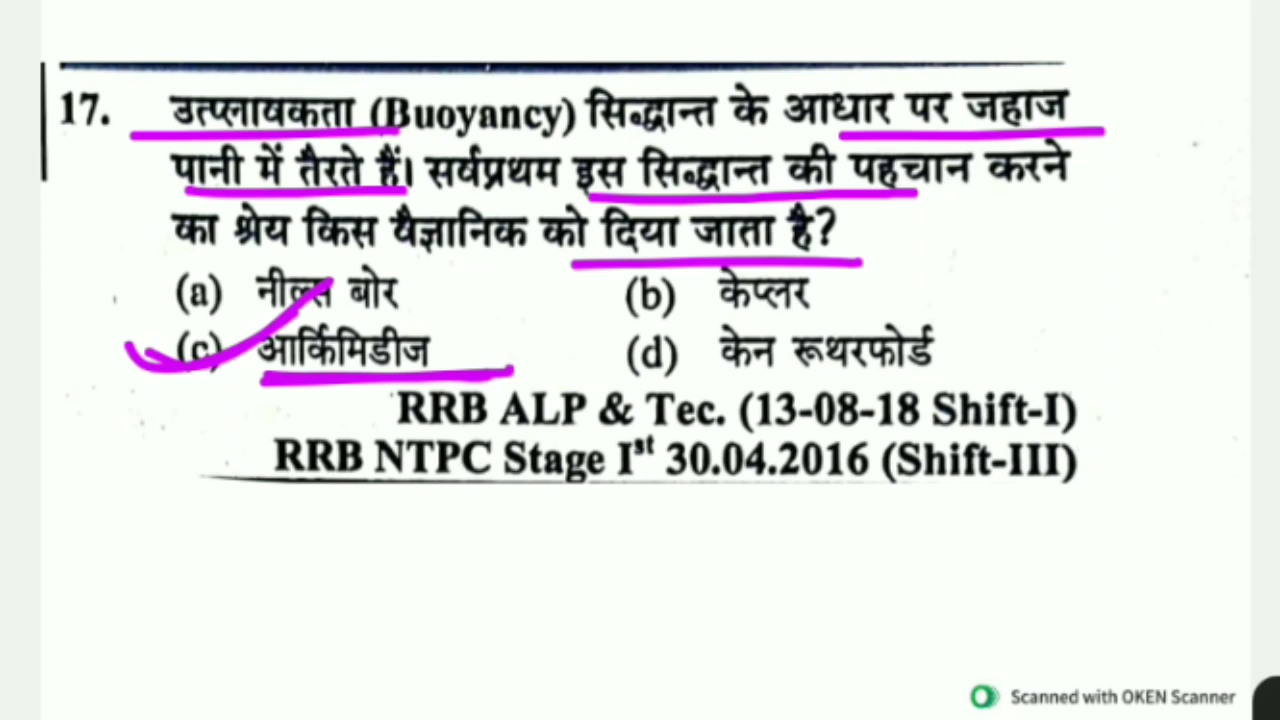 17. उत्प्लावकता (Buoyancy) सिद्धान्त के आधार पर जहाज
पानी में तैरते हैं। सर्वप्रथम इस सिद्धान्त की पहचान करने
का श्रेय किस वैज्ञानिक को दिया जाता है?
(a) नील्स बोर (b) केप्लर
(c) आर्किमिडीज (d) केन रूथरफोर्ड
RRB ALP & Tec. (13-08-18 Shift-I)
RRB NTPC Stage Ist 30.04.2016 (Shift-III)
Scanned with OKEN Scanner